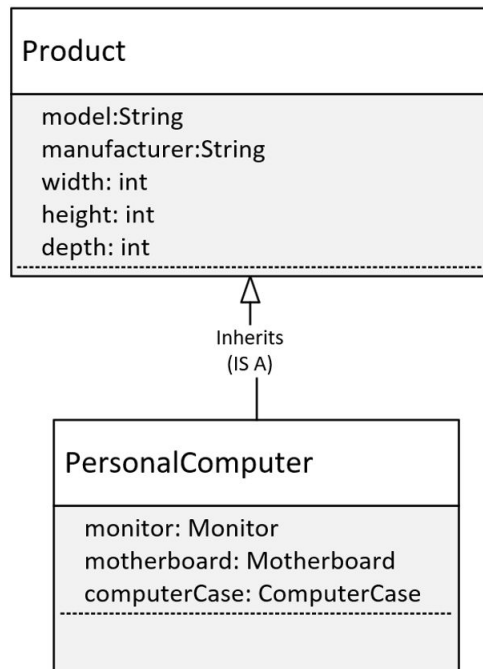 Product
model:String
manufacturer:String
width: int
height: int
depth: int
Inherits
(IS A)
PersonalComputer
monitor: Monitor
motherboard: Motherboard
computerCase: ComputerCase